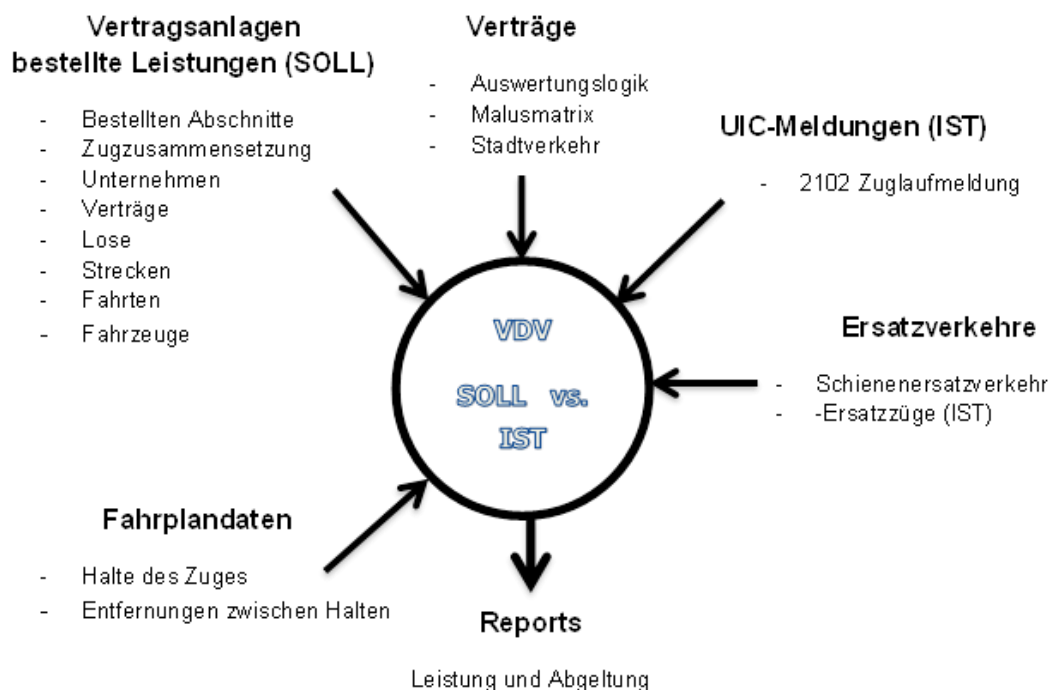 Vertragsanlagen
bestellte Leistungen (SOLL)
- Bestellten Abschnitte
- Zugzusammensetzung
- Unternehmen
- Verträge
- Lose
- Strecken
- Fahrten
- Fahrzeuge
Verträge
- Auswertungslogik
- Malusmatrix
- Stadtverkehr
UIC-Meldungen (IST)
- 2102 Zuglaufmeldung
VDV
SOLL vs.
IST
Ersatzverkehre
- Schienenersatzverkehr
- -Ersatzzüge (IST)
Fahrplandaten
- Halte des Zuges
- Entfernungen zwischen Halten
Reports
Leistung und Abgeltung